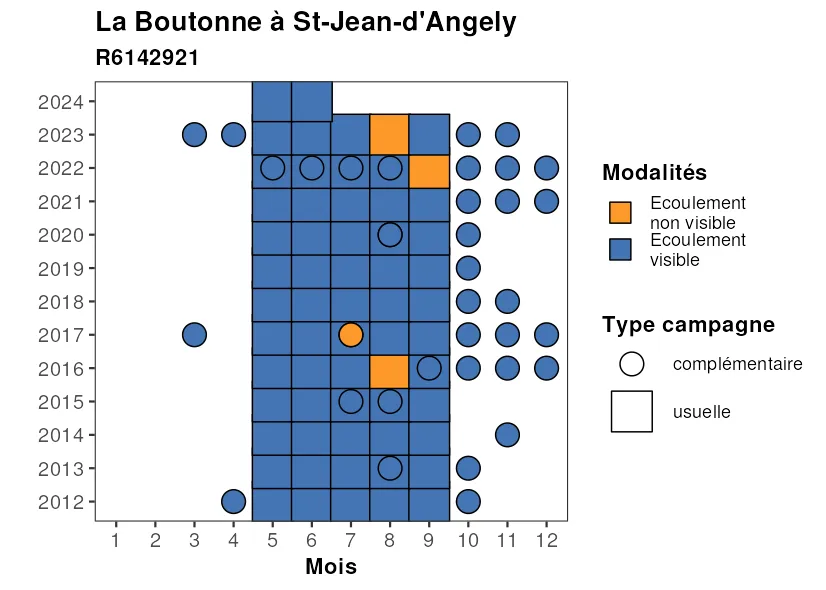 La Boutonne à St-Jean-d'Angely
R6142921
2024
2023
2022
2021
2020
2019
2018
2017
2016
2015
2014
2013
2012
1 2 3 4 5 6 7 8 9 10 11 12
Mois
Modalités
Ecoulement
non visible
Ecoulement
visible
Type campagne
complémentaire
usuelle